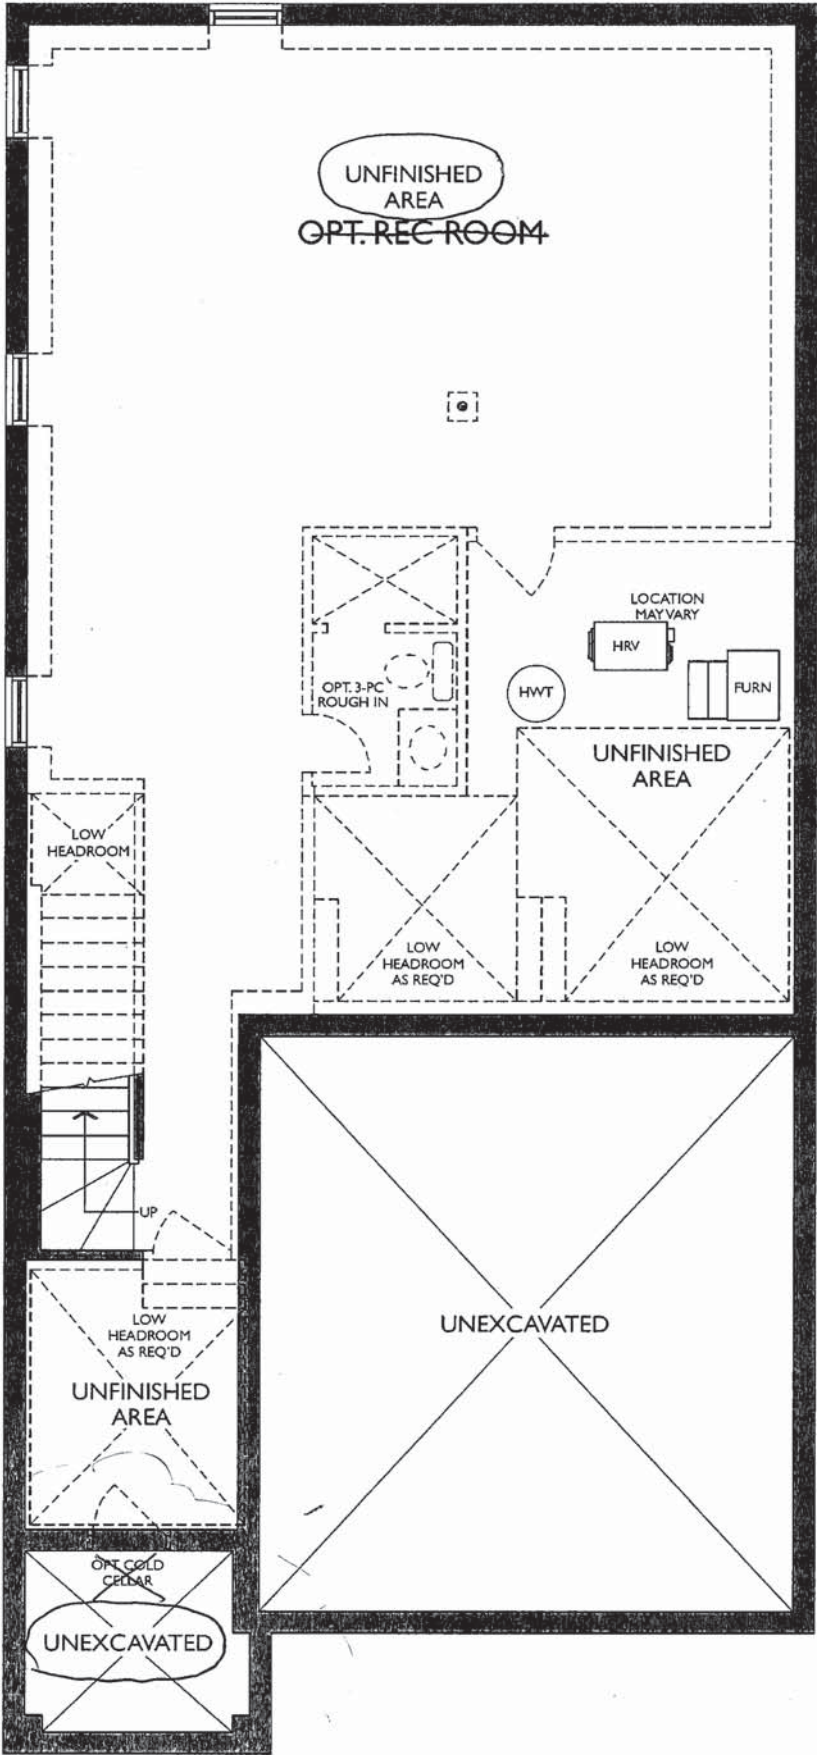 UNFINISHED
AREA
OPT. REC ROOM
LOCATION
MAY VARY
HRV
OPT. 3-PC
ROUGH IN
HWT
FURN
UNFINISHED
AREA
LOW
HEADROOM
LOW
HEADROOM
AS REQ'D
LOW
HEADROOM
AS REQ'D
UP
LOW
HEADROOM
AS REQ'D
UNEXCAVATED
UNFINISHED
AREA
OPT COLD
CELLAR
UNEXCAVATED